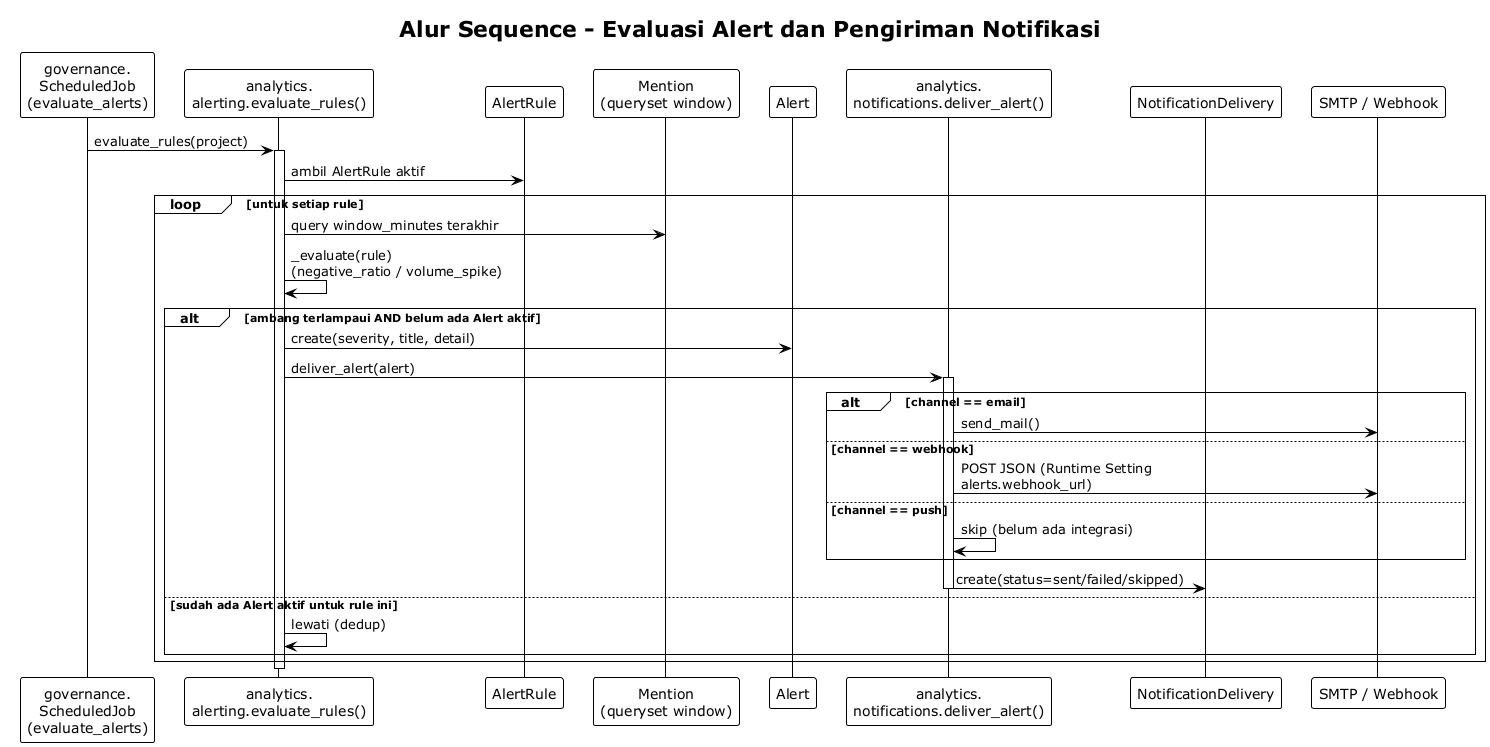 Alur Sequence - Evaluasi Alert dan Pengiriman Notifikasi
governance.
ScheduledJob
(evaluate_alerts)
analytics.
alerting.evaluate_rules()
AlertRule
Mention
(queryset window)
Alert
analytics.
notifications.deliver_alert()
NotificationDelivery
SMTP / Webhook
evaluate_rules(project)
ambil AlertRule aktif
loop
[untuk setiap rule]
query window_minutes terakhir
_evaluate(rule)
(negative_ratio / volume_spike)
alt
[ambang terlampaui AND belum ada Alert aktif]
create(severity, title, detail)
deliver_alert(alert)
alt
[channel == email]
send_mail()
[channel == webhook]
POST JSON (Runtime Setting
alerts.webhook_url)
[channel == push]
skip (belum ada integrasi)
create(status=sent/failed/skipped)
[sudah ada Alert aktif untuk rule ini]
lewati (dedup)
governance.
ScheduledJob
(evaluate_alerts)
analytics.
alerting.evaluate_rules()
AlertRule
Mention
(queryset window)
Alert
analytics.
notifications.deliver_alert()
NotificationDelivery
SMTP / Webhook